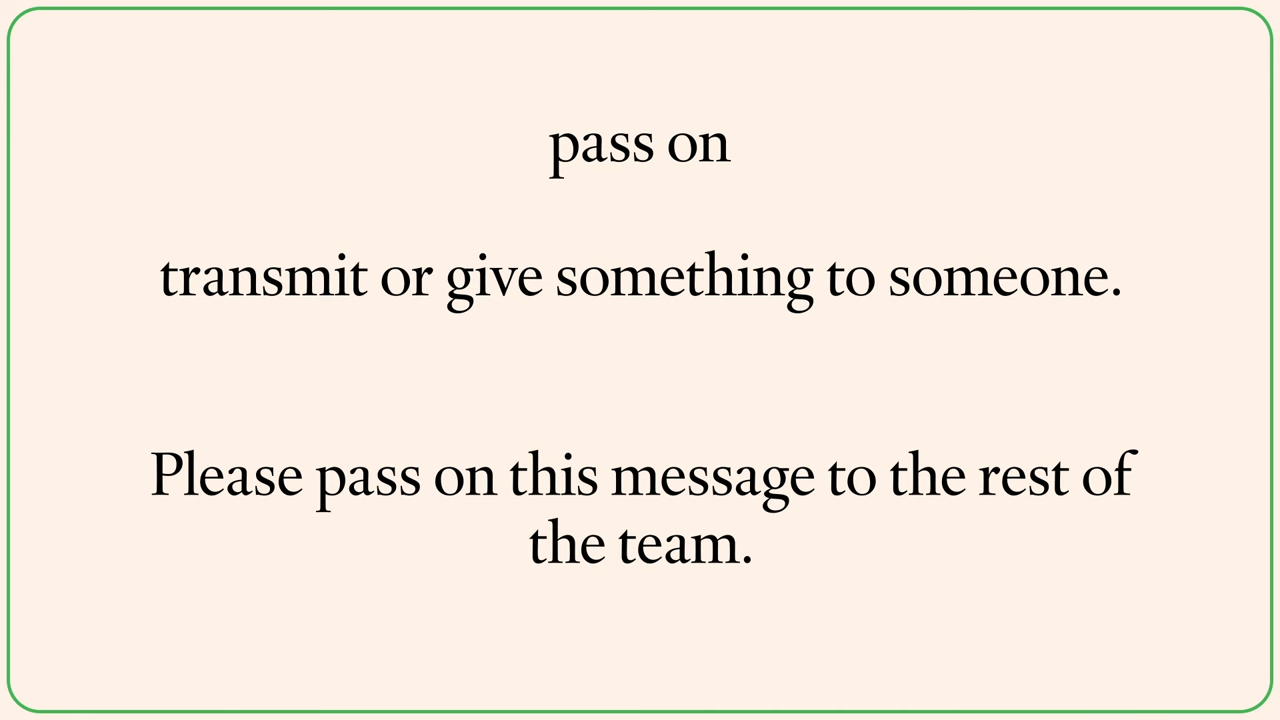 pass on
transmit or give something to someone.
Please pass on this message to the rest of
the team.